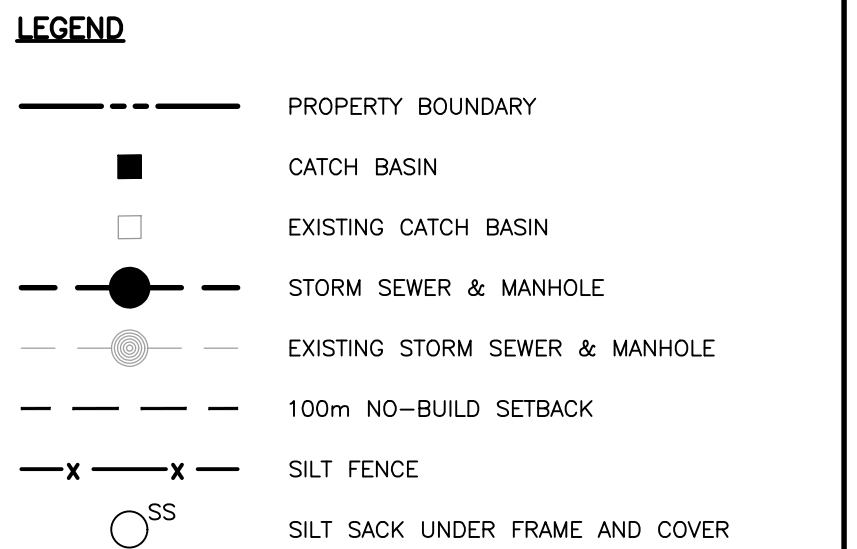 LEGEND
PROPERTY BOUNDARY
CATCH BASIN
EXISTING CATCH BASIN
STORM SEWER & MANHOLE
EXISTING STORM SEWER & MANHOLE
100m NO-BUILD SETBACK
x x SILT FENCE
SS SILT SACK UNDER FRAME AND COVER